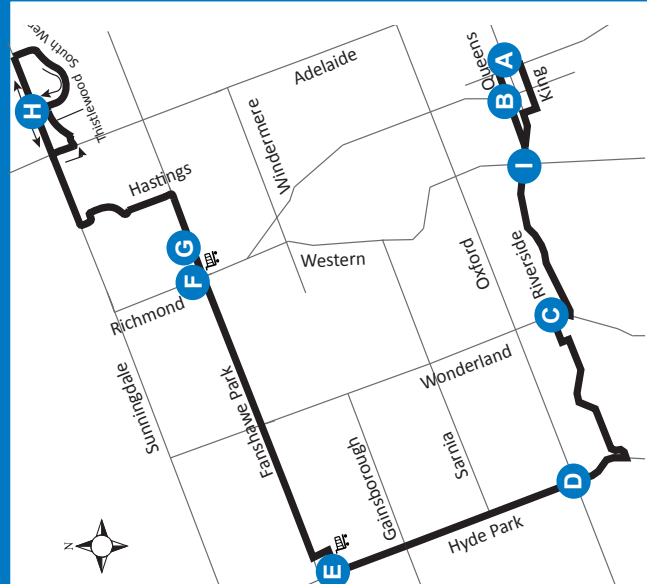 South Wen
Thistlewood
H
Adelaide
Queens
A
B
King
Hastings
Windermere
I
G
F
Western
Richmond
Oxford
Riverside
C
Sunningdale
Wonderland
Fanshawe Park
Gainsborough
Sarnia
D
Hyde Park
N
E